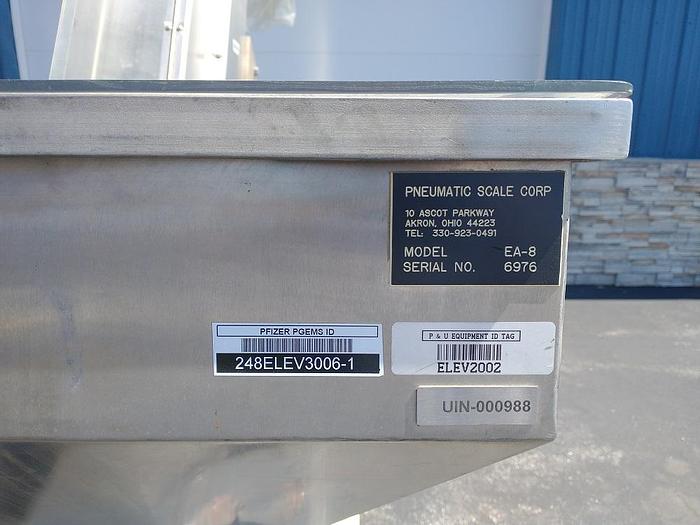 PNEUMATIC SCALE CORP
10 ASCOT PARKWAY
AKRON, OHIO 44223
TEL: 330-923-0491
MODEL EA-8
SERIAL NO. 6976
PFIZER PGEMS ID
248ELEV3006-1
P & U EQUIPMENT ID TAG
ELEV2002
UIN-000988